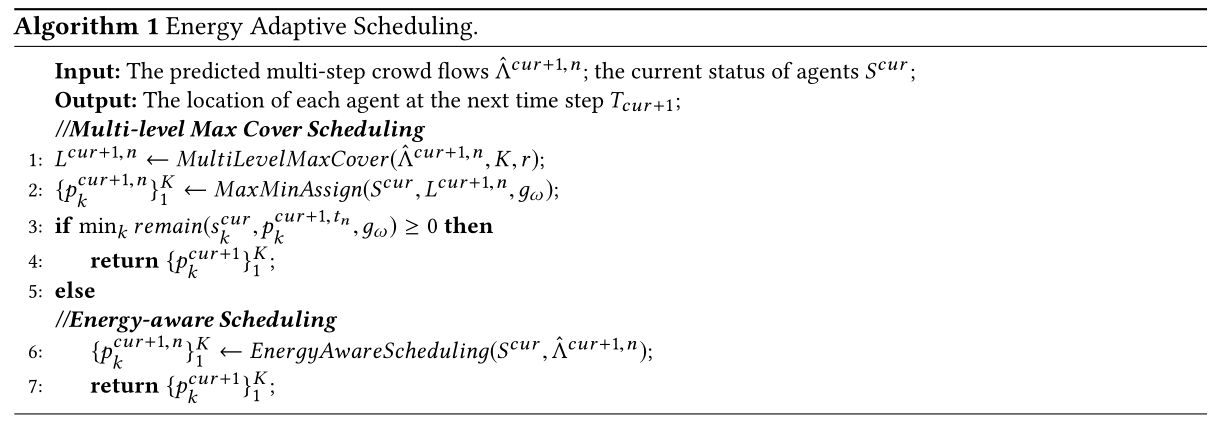 Algorithm 1 Energy Adaptive Scheduling.
Input: The predicted multi-step crowd flows $\hat{\Lambda}^{cur+1,n}$; the current status of agents $S^{cur}$;
Output: The location of each agent at the next time step $T_{cur+1}$;
//Multi-level Max Cover Scheduling
1: $L^{cur+1,n} \leftarrow MultiLevelMaxCover(\hat{\Lambda}^{cur+1,n}, K, r)$;
2: $\{p_k^{cur+1,n}\}_1^K \leftarrow MaxMinAssign(S^{cur}, L^{cur+1,n}, g_\omega)$;
3: if $\min_k remain(s_k^{cur}, p_k^{cur+1,t_n}, g_\omega) \geq 0$ then
4: return $\{p_k^{cur+1}\}_1^K$;
5: else
//Energy-aware Scheduling
6: $\{p_k^{cur+1,n}\}_1^K \leftarrow EnergyAwareScheduling(S^{cur}, \hat{\Lambda}^{cur+1,n})$;
7: return $\{p_k^{cur+1}\}_1^K$;